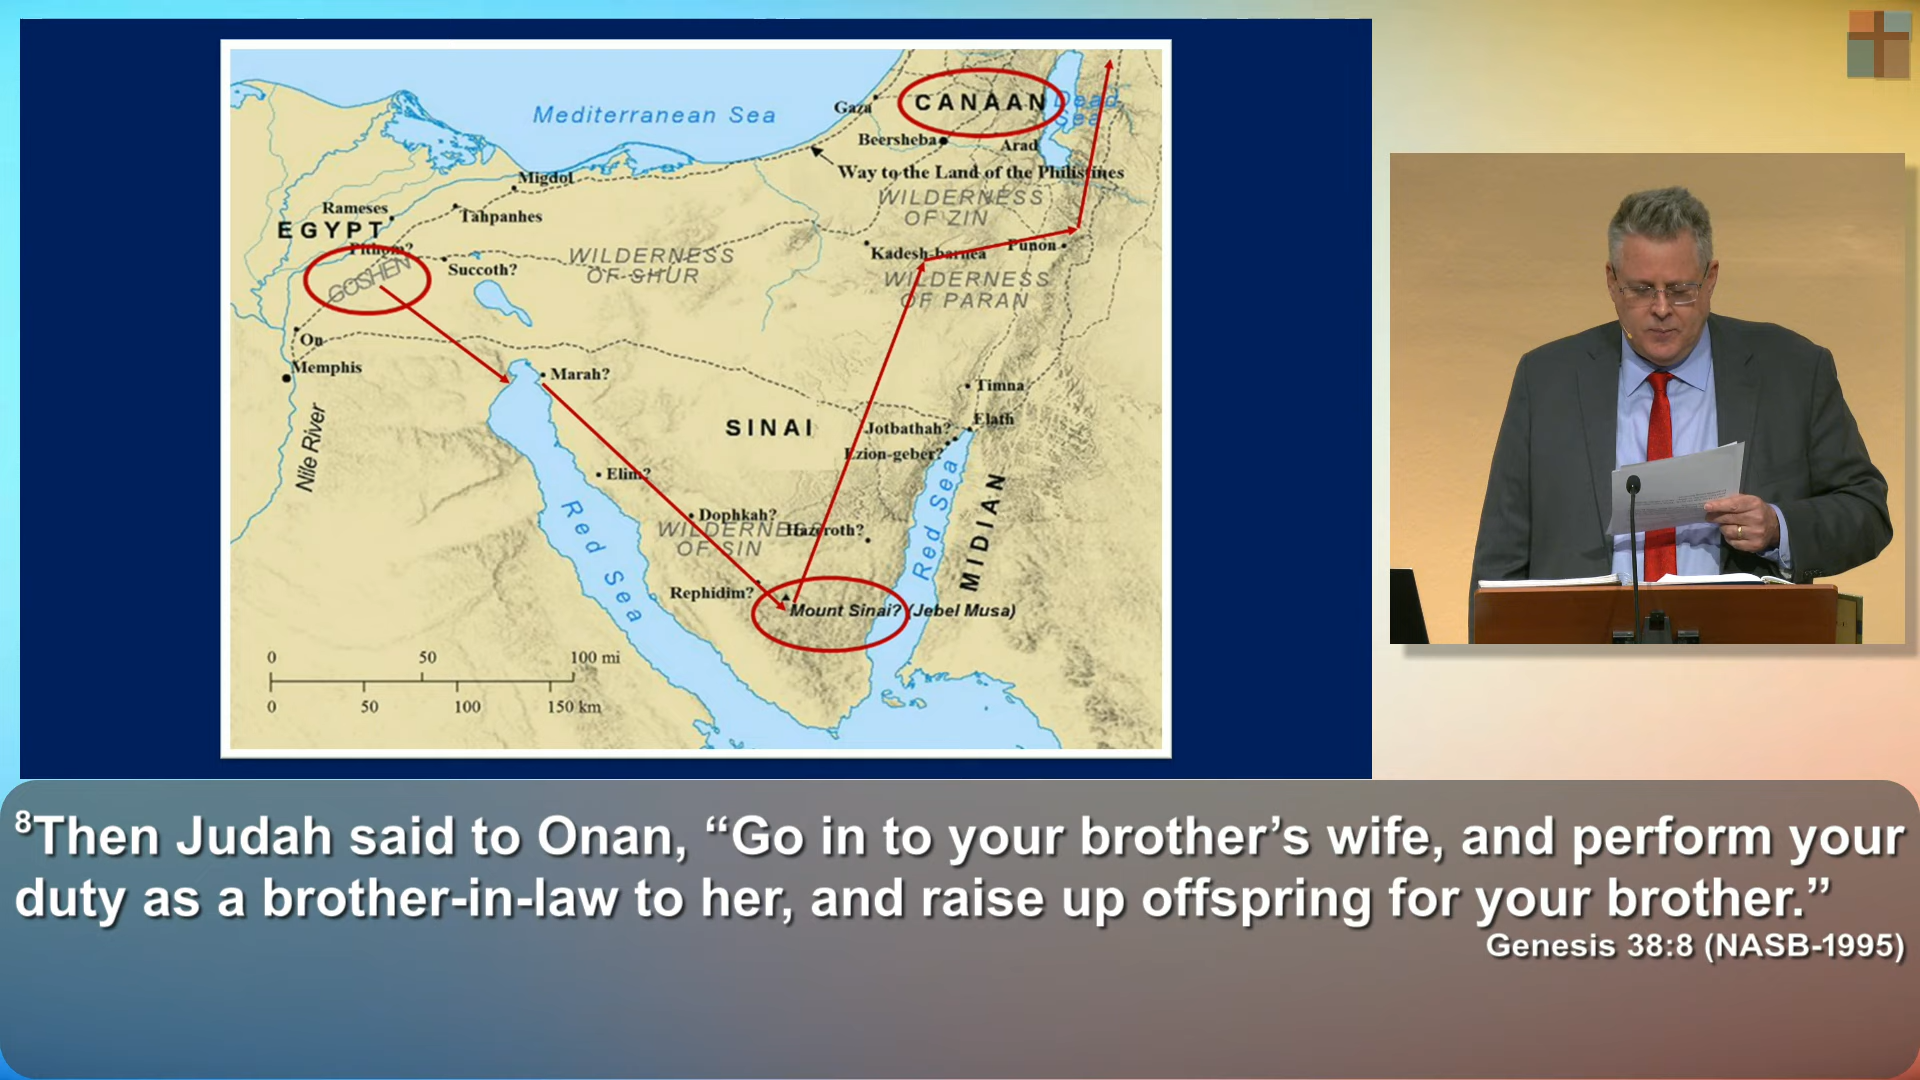 Mediterranean Sea
CANAAN
Dead
Sea
Gaza
Beersheba
Arad
Way to the Land of the Philistines
WILDERNESS
OF ZIN
Migdol
Rameses
Tahpanhes
EGYPT
Pithom?
GOSHEN
Succoth?
WILDERNESS
OF SHUR
Kadesh-barnea
Punon
WILDERNESS
OF PARAN
On
Memphis
Marah?
Timna
Nile River
SINAI
Jotbathah?
Elath
Ezion-geber?
Elim?
Red Sea
Red Sea
MIDIAN
Dophkah?
WILDERNESS
OF SIN
Hazeroth?
Rephidim?
Mount Sinai? (Jebel Musa)
0 50 100 mi
0 50 100 150 km
8Then Judah said to Onan, “Go in to your brother’s wife, and perform your
duty as a brother-in-law to her, and raise up offspring for your brother.”
Genesis 38:8 (NASB-1995)